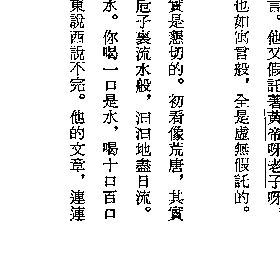 言。他又假託著黃帝呀老子呀，
也如寓言般，全是虛無假託的。
實是懇切的。初看像荒唐，其實
卮子裏流水般，汩汩地盡日流。
水。你喝一口是水，喝十口百口
東說西說不完。他的文章，連連